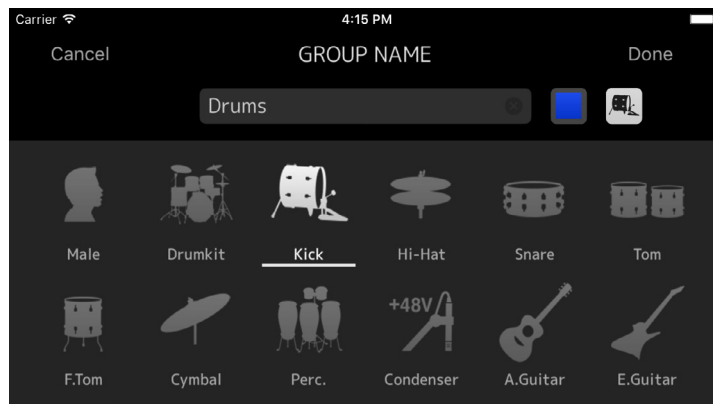 Carrier 4:15 PM
Cancel GROUP NAME Done
Drums
Male Drumkit Kick Hi-Hat Snare Tom
+48V
F.Tom Cymbal Perc. Condenser A.Guitar E.Guitar